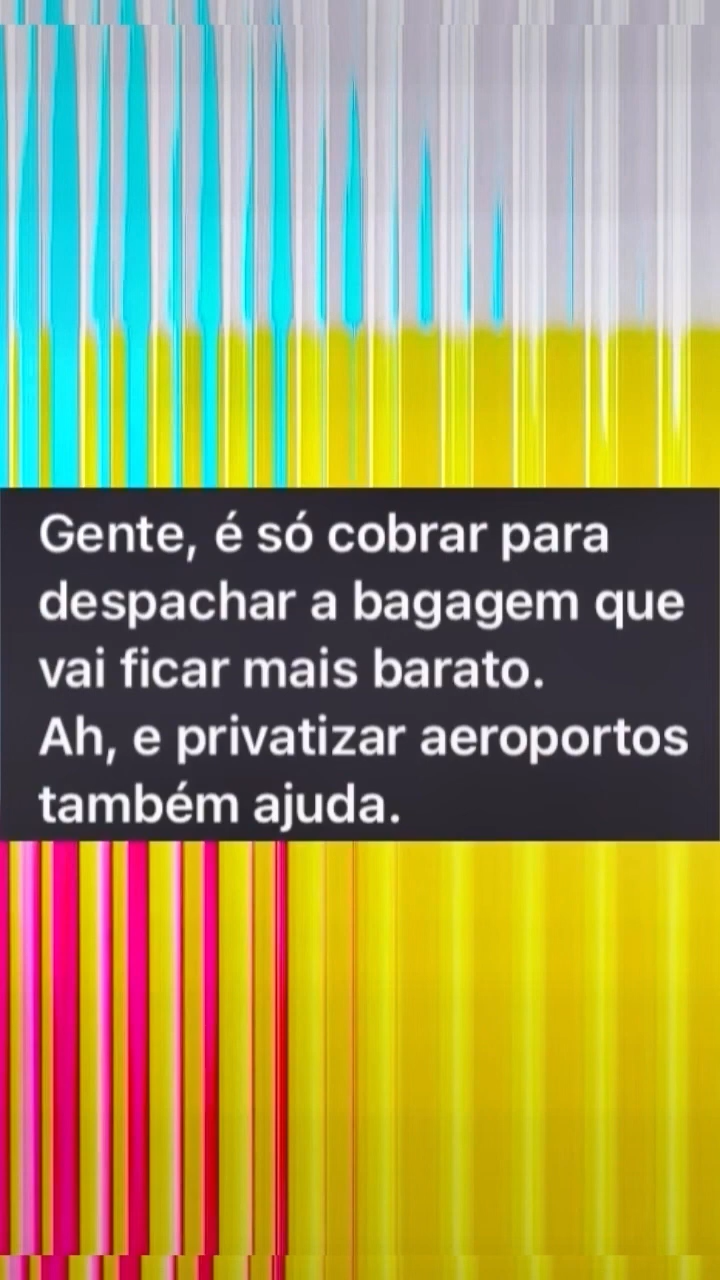 Gente, é só cobrar para
despachar a bagagem que
vai ficar mais barato.
Ah, e privatizar aeroportos
também ajuda.